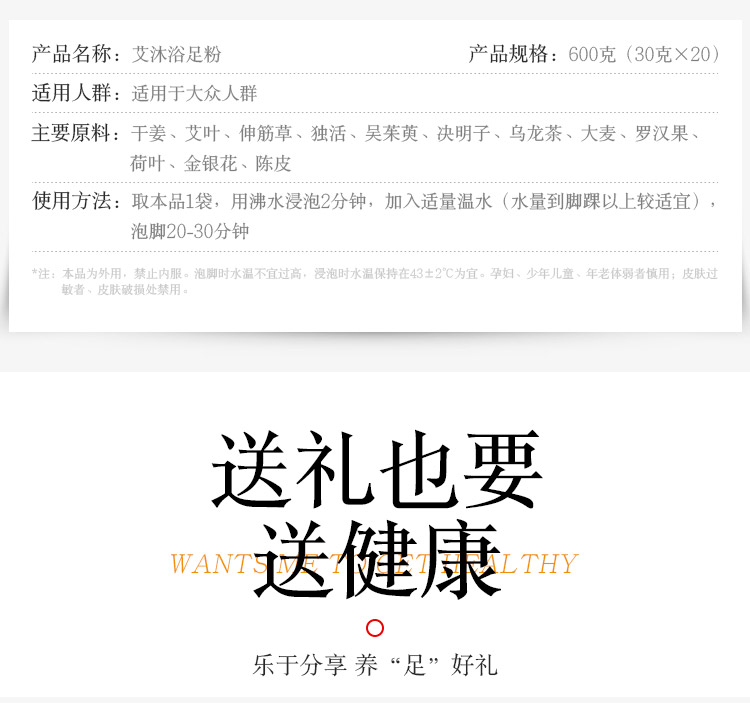 产品名称：艾沐浴足粉 产品规格：600克（30克×20）
适用人群：适用于大众人群
主要原料：干姜、艾叶、伸筋草、独活、吴茱萸、决明子、乌龙茶、大麦、罗汉果、
荷叶、金银花、陈皮
使用方法：取本品1袋，用沸水浸泡2分钟，加入适量温水（水量到脚踝以上较适宜），
泡脚20-30分钟
*注：本品为外用，禁止内服。泡脚时水温不宜过高，浸泡时水温保持在43±2℃为宜。孕妇、少年儿童、年老体弱者慎用；皮肤过
敏者、皮肤破损处禁用。
送礼也要
送健康
WANTS ME TO GET HEALTHY
乐于分享 养“足”好礼